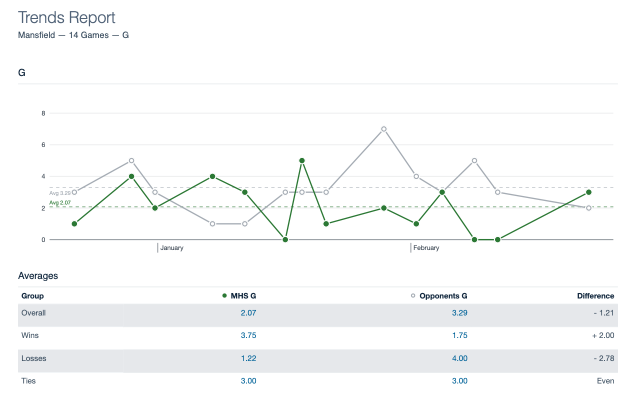 Trends Report
Mansfield — 14 Games — G
G
8
6
4
Avg 3.29
Avg 2.07
2
0
January
February
Averages
Group MHS G Opponents G Difference
Overall 2.07 3.29 - 1.21
Wins 3.75 1.75 + 2.00
Losses 1.22 4.00 - 2.78
Ties 3.00 3.00 Even